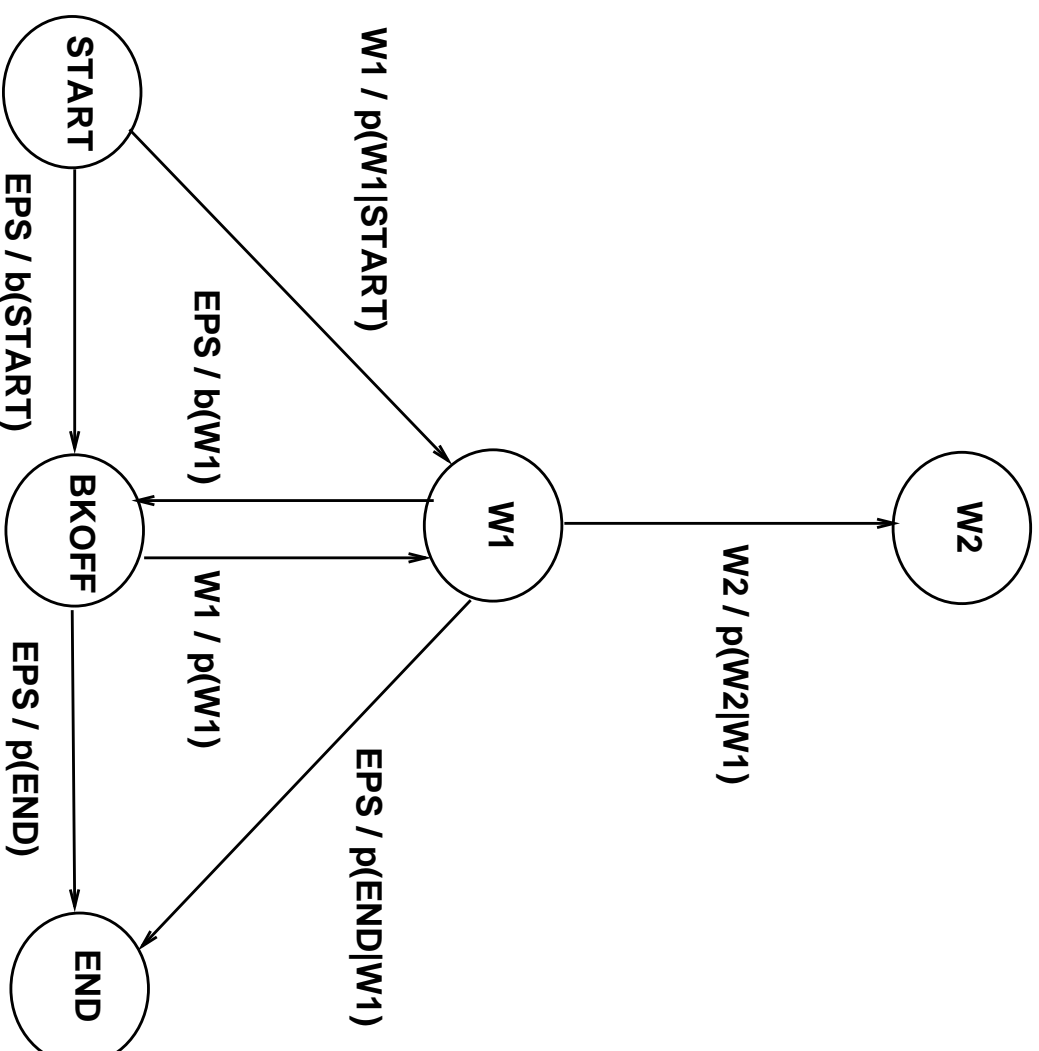 W2
W2 / p(W2|W1)
W1 / p(W1|START)
W1
EPS / p(END|W1)
EPS / b(W1)
W1 / p(W1)
START
BKOFF
END
EPS / b(START)
EPS / p(END)